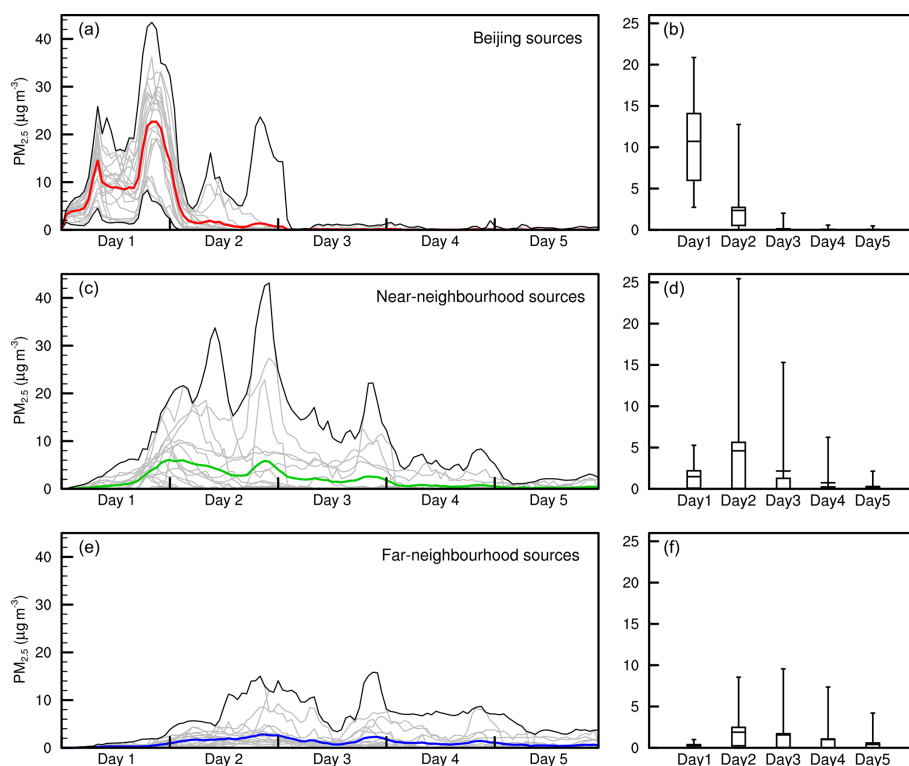 (a) Beijing sources
PM2.5 (µg m-3)
40
30
20
10
0
Day 1 Day 2 Day 3 Day 4 Day 5
(b)
25
20
15
10
5
0
Day1 Day2 Day3 Day4 Day5
(c) Near-neighbourhood sources
PM2.5 (µg m-3)
40
30
20
10
0
Day 1 Day 2 Day 3 Day 4 Day 5
(d)
25
20
15
10
5
0
Day1 Day2 Day3 Day4 Day5
(e) Far-neighbourhood sources
PM2.5 (µg m-3)
40
30
20
10
0
Day 1 Day 2 Day 3 Day 4 Day 5
(f)
25
20
15
10
5
0
Day1 Day2 Day3 Day4 Day5